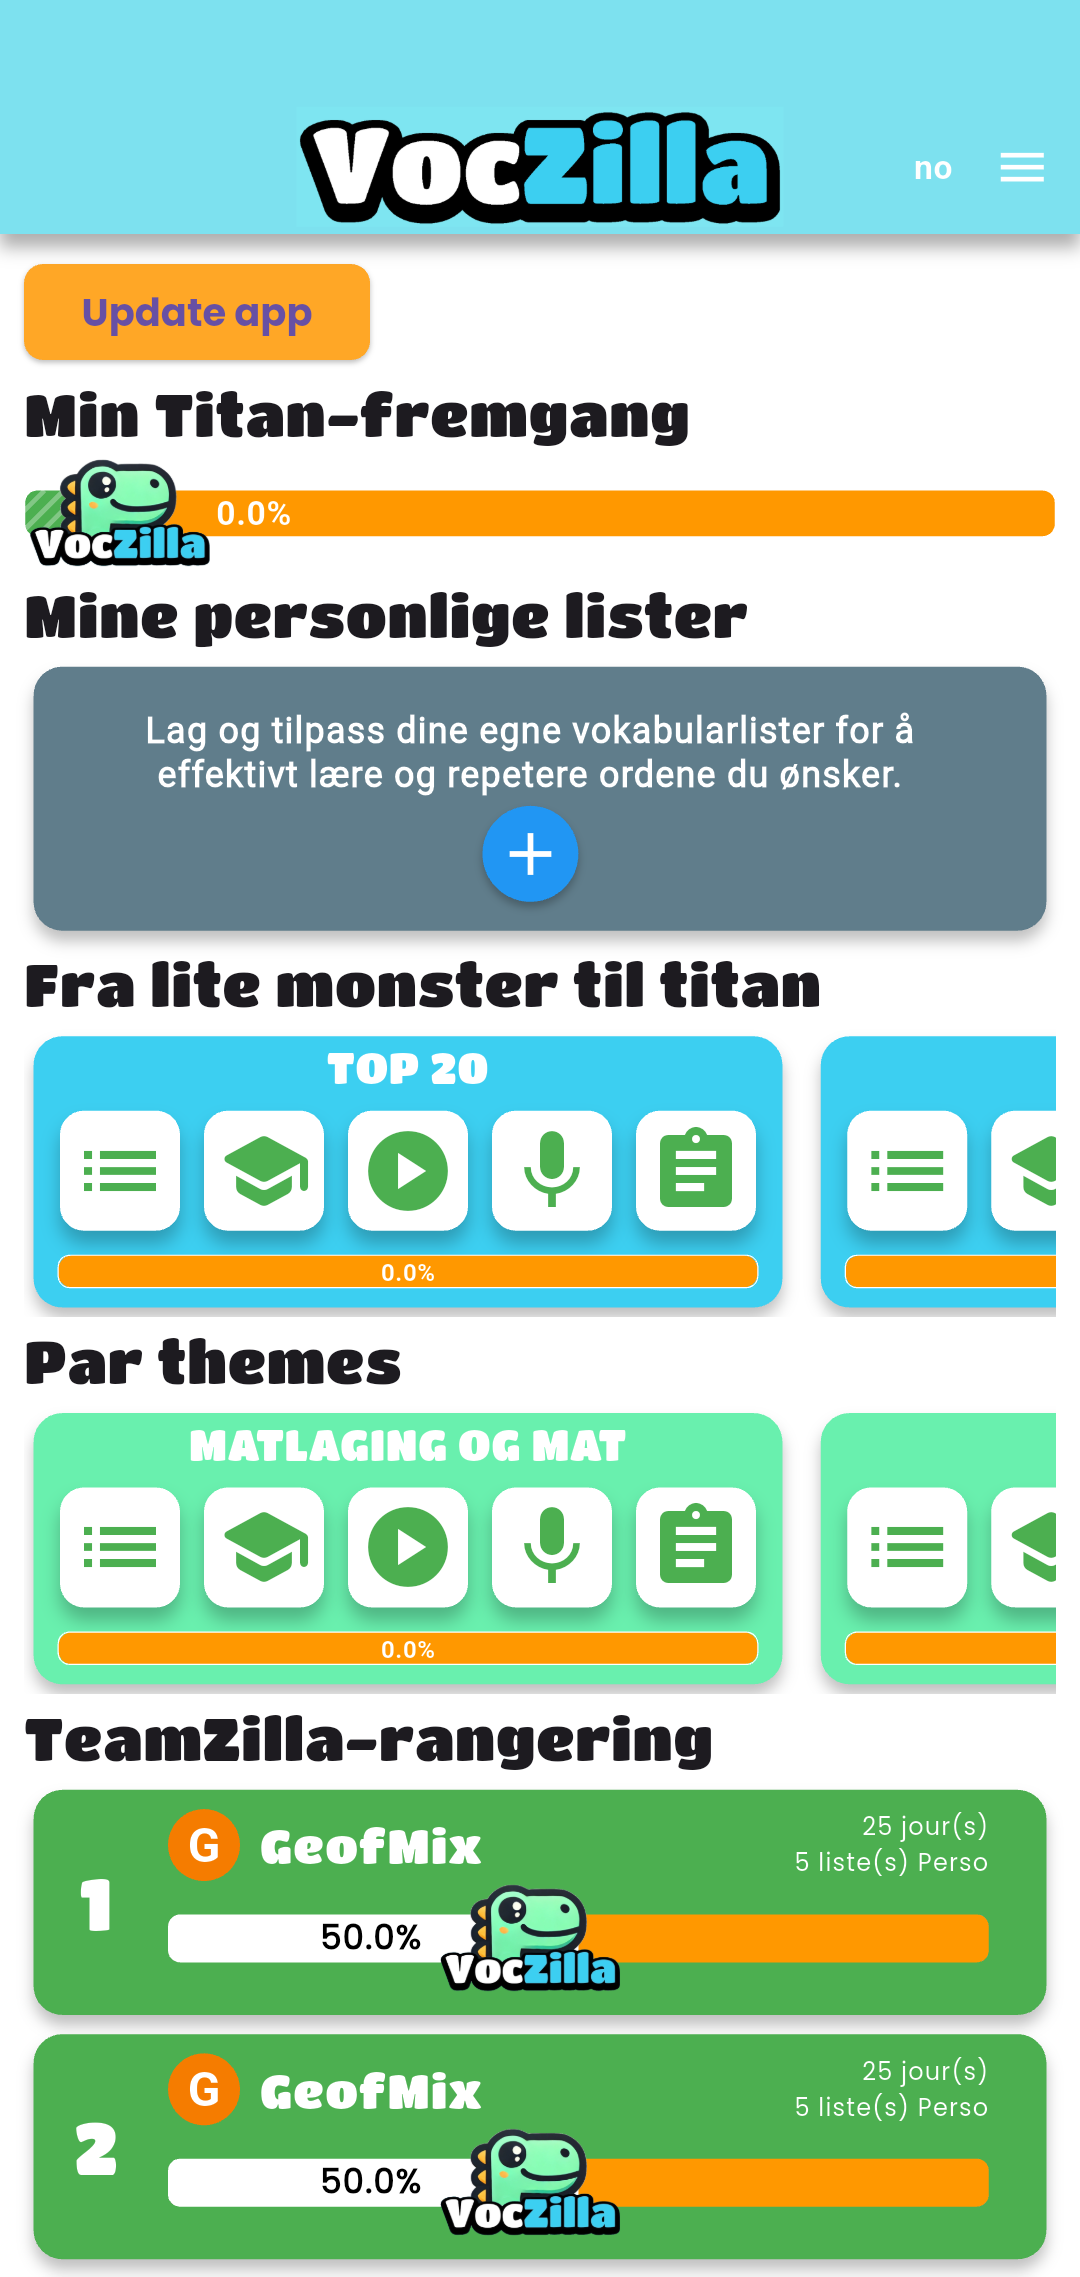 VocZilla
no
Update app
Min Titan-fremgang
0.0%
VocZilla
Mine personlige lister
Lag og tilpass dine egne vokabularlister for å
effektivt lære og repetere ordene du ønsker.
Fra lite monster til titan
TOP 20
0.0%
Par themes
MATLAGING OG MAT
0.0%
TeamZilla-rangering
1
G GeofMix
25 jour(s)
5 liste(s) Perso
50.0%
VocZilla
2
G GeofMix
25 jour(s)
5 liste(s) Perso
50.0%
VocZilla